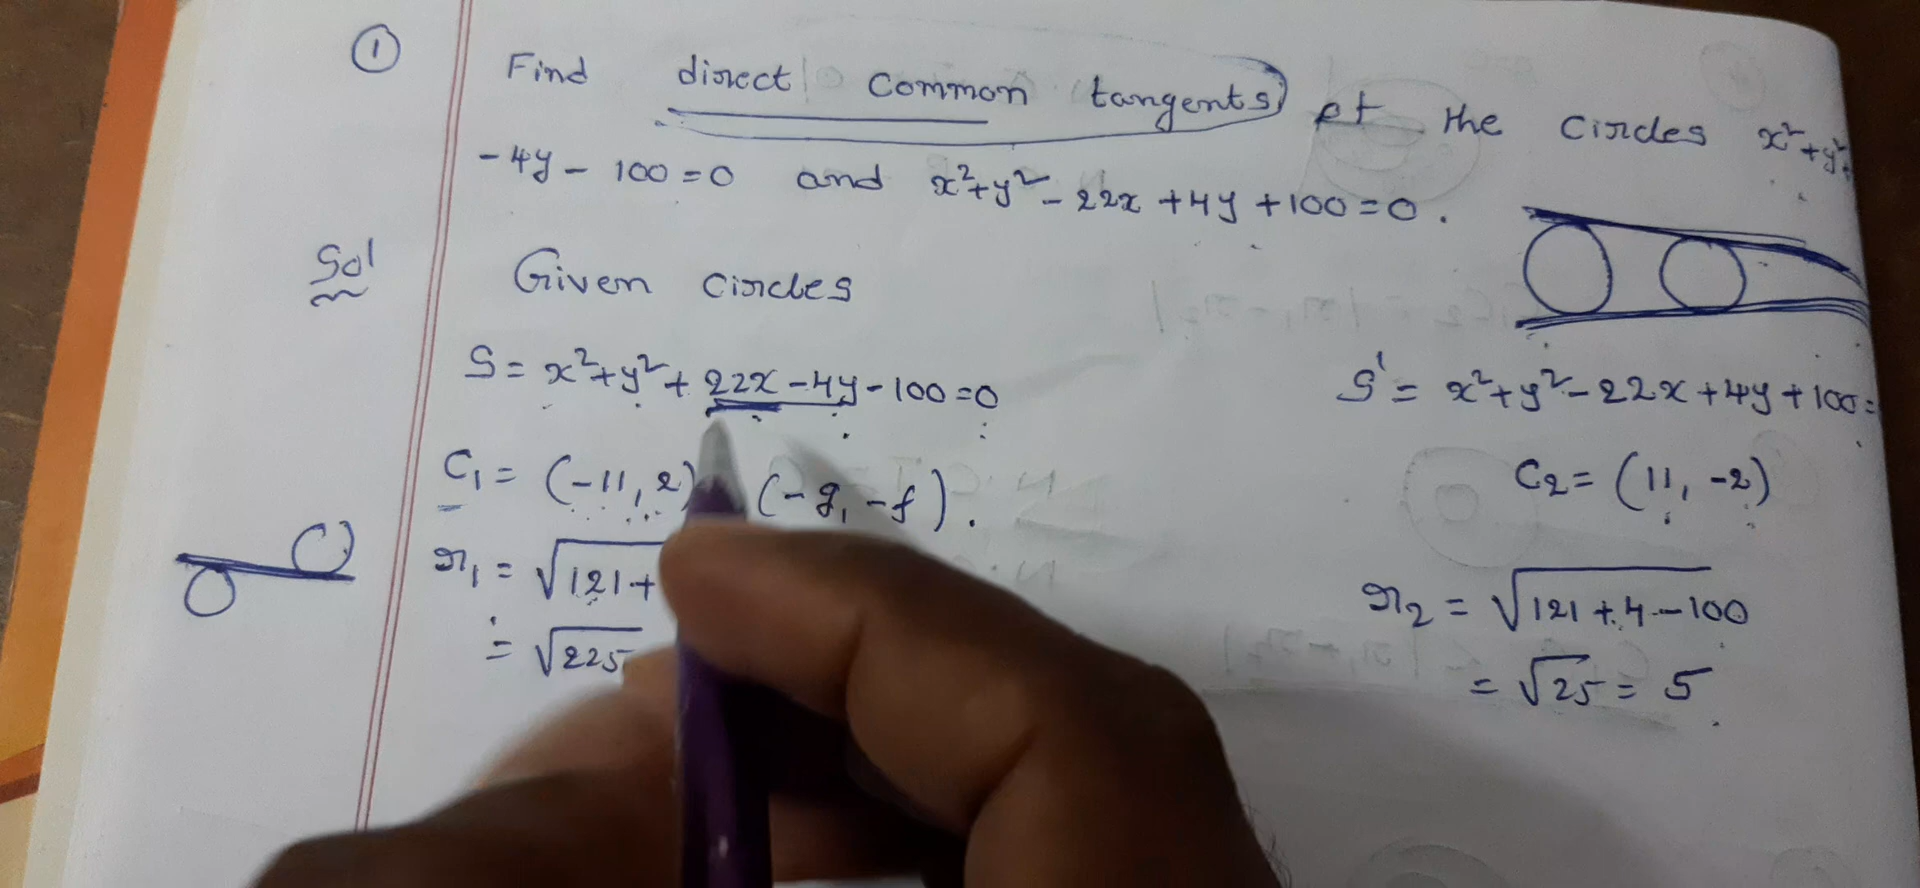 ① Find direct common tangents of the circles x²+y²+
-4y-100=0 and x²+y²-22x+4y+100=0.
Sol Given circles
S = x²+y²+22x-4y-100=0 S' = x²+y²-22x+4y+100=
C₁ = (-11, 2) (-g, -f). C₂ = (11, -2)
r₁ = √121+ r₂ = √121+4-100
= √225 = √25 = 5